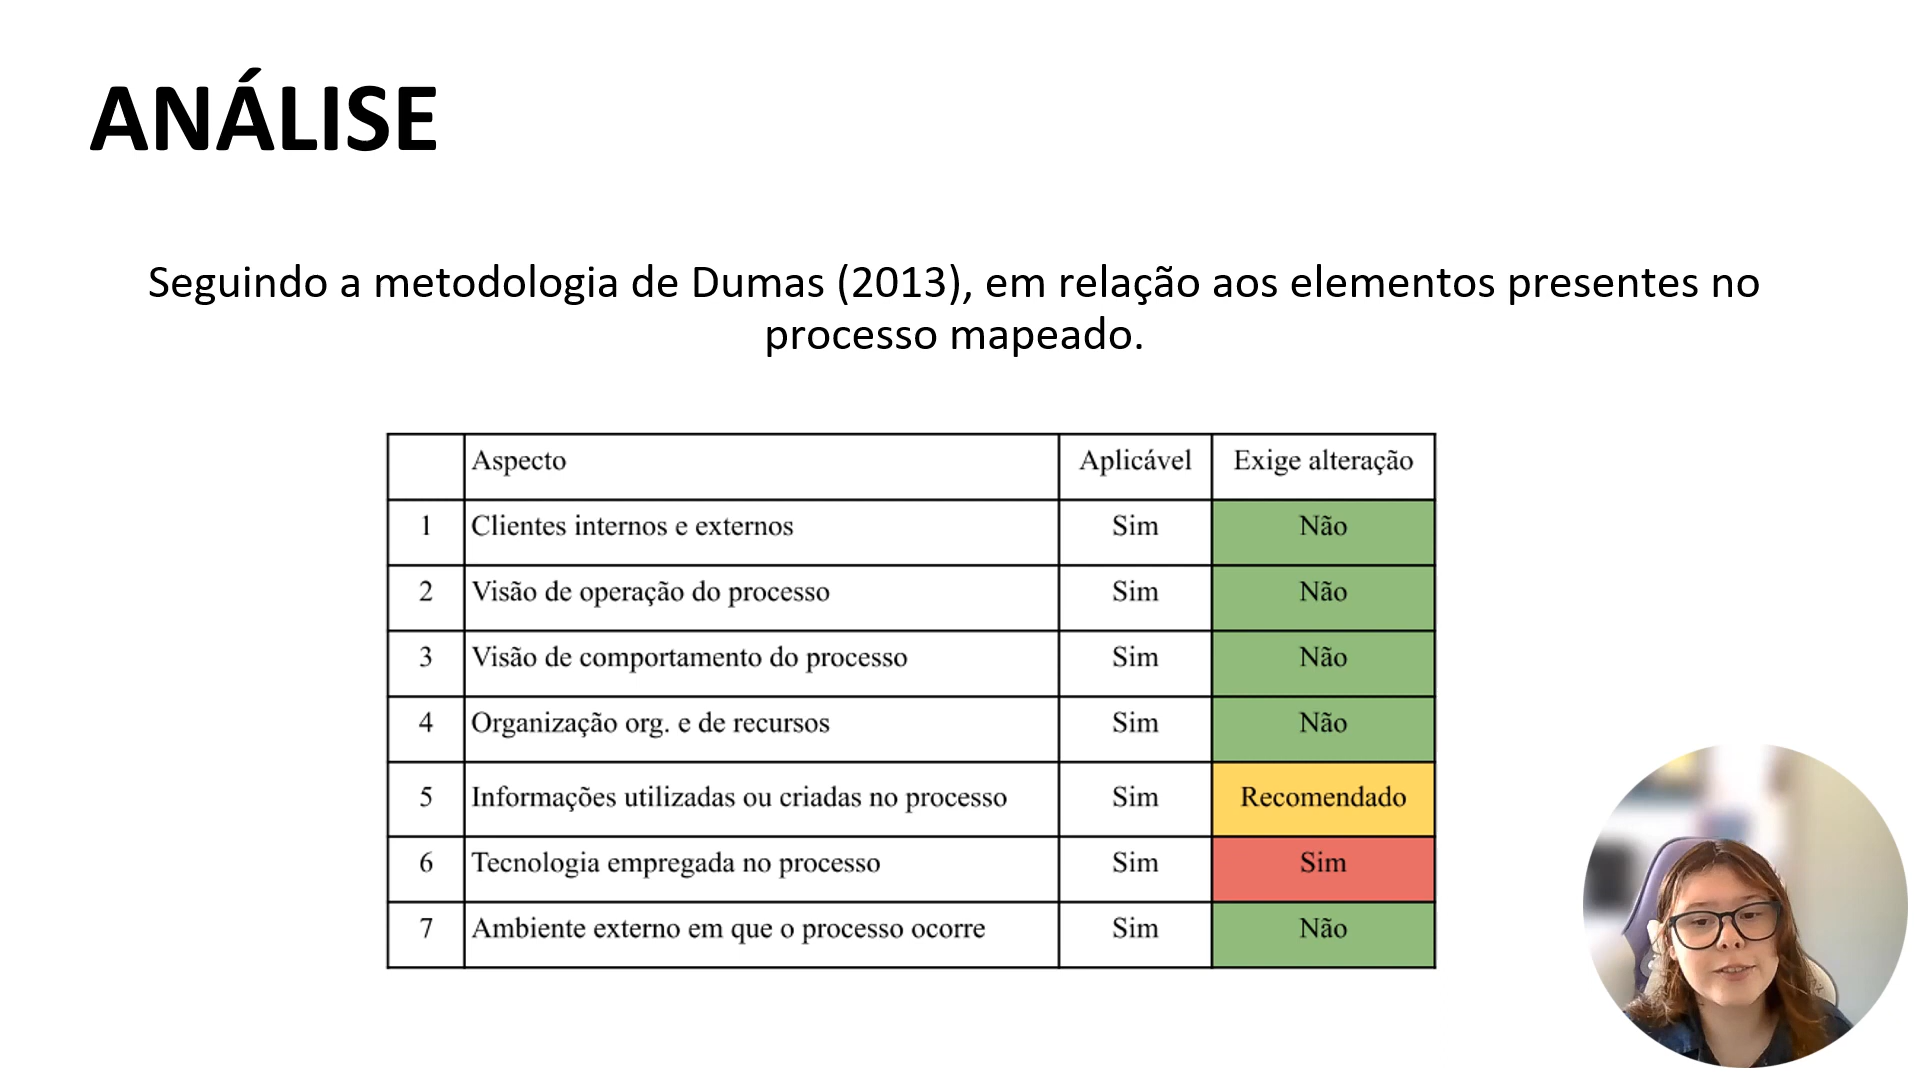 ANÁLISE
Seguindo a metodologia de Dumas (2013), em relação aos elementos presentes no
processo mapeado.
Aspecto Aplicável Exige alteração
1 Clientes internos e externos Sim Não
2 Visão de operação do processo Sim Não
3 Visão de comportamento do processo Sim Não
4 Organização org. e de recursos Sim Não
5 Informações utilizadas ou criadas no processo Sim Recomendado
6 Tecnologia empregada no processo Sim Sim
7 Ambiente externo em que o processo ocorre Sim Não